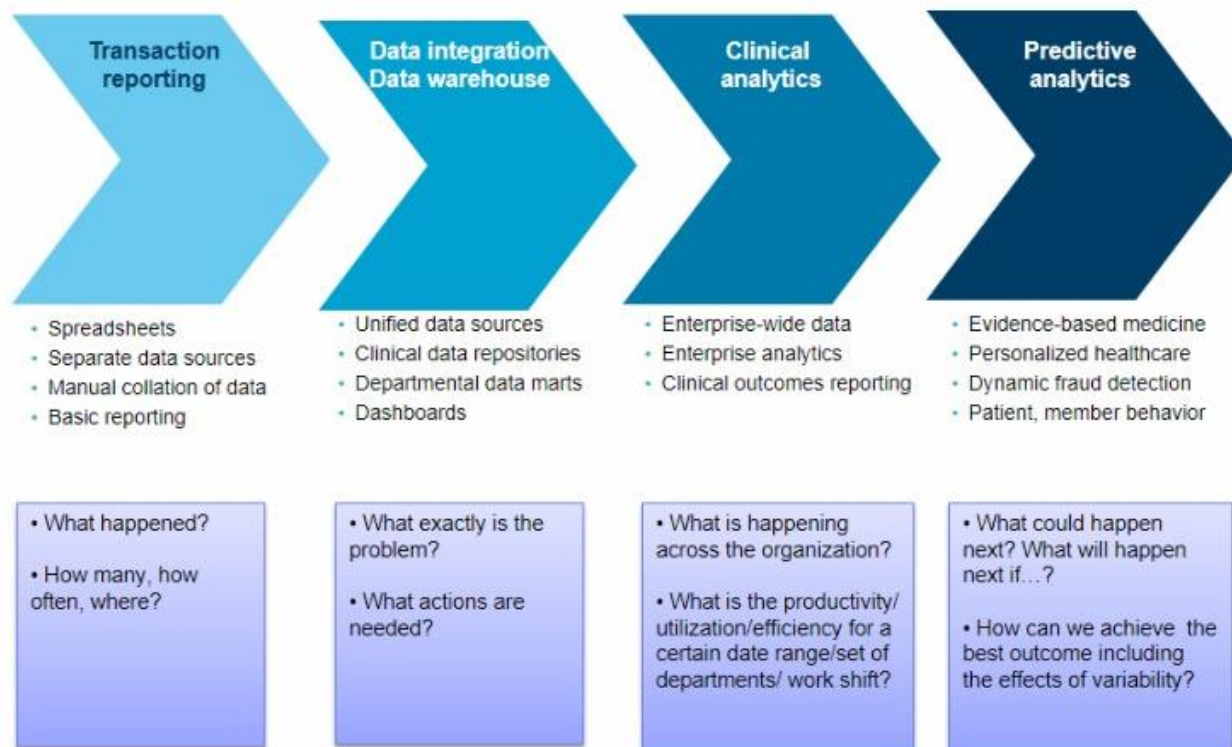 Transaction
reporting
Data integration
Data warehouse
Clinical
analytics
Predictive
analytics
• Spreadsheets
• Separate data sources
• Manual collation of data
• Basic reporting
• Unified data sources
• Clinical data repositories
• Departmental data marts
• Dashboards
• Enterprise-wide data
• Enterprise analytics
• Clinical outcomes reporting
• Evidence-based medicine
• Personalized healthcare
• Dynamic fraud detection
• Patient, member behavior
• What happened?
• How many, how
often, where?
• What exactly is the
problem?
• What actions are
needed?
• What is happening
across the organization?
• What is the productivity/
utilization/efficiency for a
certain date range/set of
departments/ work shift?
• What could happen
next? What will happen
next if…?
• How can we achieve the
best outcome including
the effects of variability?